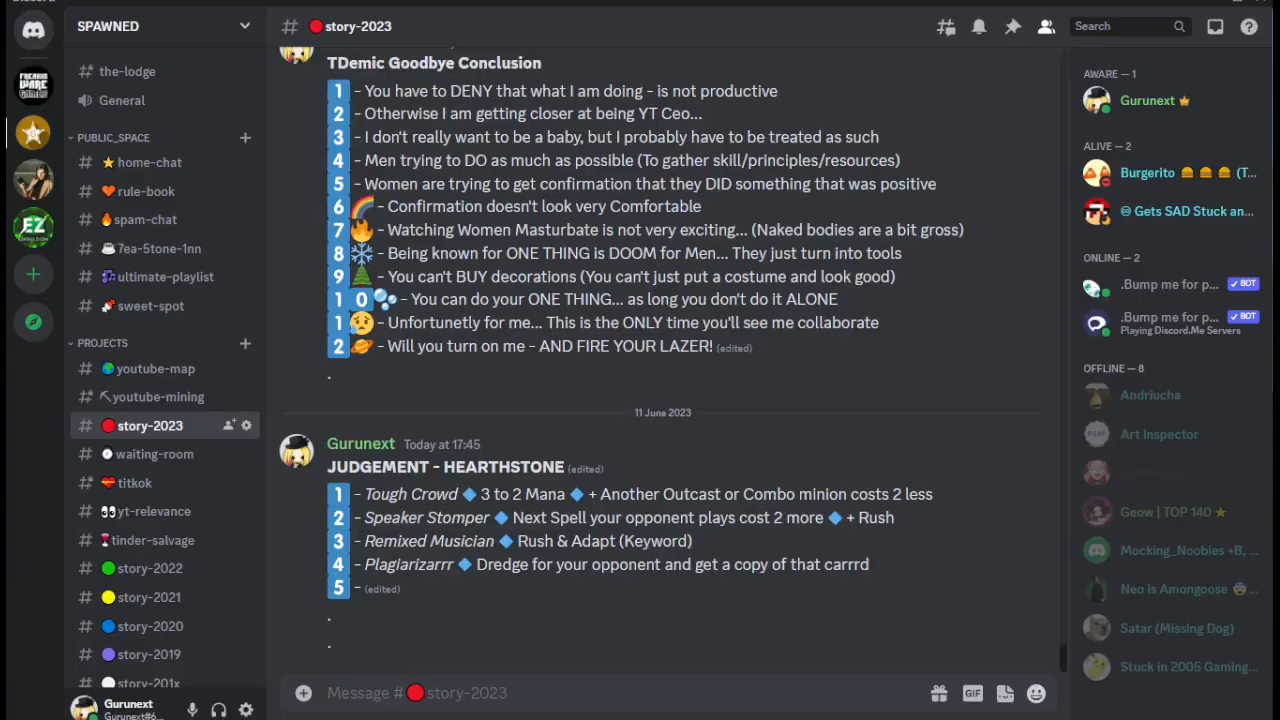 SPAWNED
the-lodge
General
PUBLIC_SPACE
home-chat
rule-book
spam-chat
7ea-5tone-1nn
ultimate-playlist
sweet-spot
PROJECTS
youtube-map
youtube-mining
story-2023
waiting-room
titkok
yt-relevance
tinder-salvage
story-2022
story-2021
story-2020
story-2019
story-201x
Gurunext
Gurunext#6...
FREAKIN WARE GAMES
EZ
# story-2023
Search
TDemic Goodbye Conclusion
1 - You have to DENY that what I am doing - is not productive
2 - Otherwise I am getting closer at being YT Ceo...
3 - I don't really want to be a baby, but I probably have to be treated as such
4 - Men trying to DO as much as possible (To gather skill/principles/resources)
5 - Women are trying to get confirmation that they DID something that was positive
6 🌈 - Confirmation doesn't look very Comfortable
7 🔥 - Watching Women Masturbate is not very exciting... (Naked bodies are a bit gross)
8 ❄️ - Being known for ONE THING is DOOM for Men... They just turn into tools
9 🌲 - You can't BUY decorations (You can't just put a costume and look good)
1 0 🫧 - You can do your ONE THING... as long you don't do it ALONE
1 😢 - Unfortunetly for me... This is the ONLY time you'll see me collaborate
2 🪐 - Will you turn on me - AND FIRE YOUR LAZER! (edited)
.
11 June 2023
Gurunext Today at 17:45
JUDGEMENT - HEARTHSTONE (edited)
1 - Tough Crowd 🔹 3 to 2 Mana 🔹 + Another Outcast or Combo minion costs 2 less
2 - Speaker Stomper 🔹 Next Spell your opponent plays cost 2 more 🔹 + Rush
3 - Remixed Musician 🔹 Rush & Adapt (Keyword)
4 - Plagiarizarrr 🔹 Dredge for your opponent and get a copy of that carrrd
5 - (edited)
.
.
Message # story-2023
GIF
AWARE — 1
Gurunext
ALIVE — 2
Burgerito 🍔 🍔 🍔 (T...
♾ Gets SAD Stuck an...
ONLINE — 2
.Bump me for p... ✓ BOT
.Bump me for p... ✓ BOT
Playing Discord.Me Servers
OFFLINE — 8
Andriucha
Art Inspector
Geow | TOP 140 ★
Mocking_Noobies +B, ...
Neo is Amongoose 😨 ...
Satar (Missing Dog)
Stuck in 2005 Gaming...